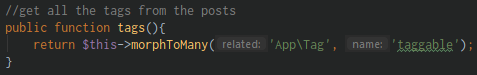 //get all the tags from the posts
public function tags(){
return $this->morphToMany( related: 'App\Tag', name: 'taggable');
}